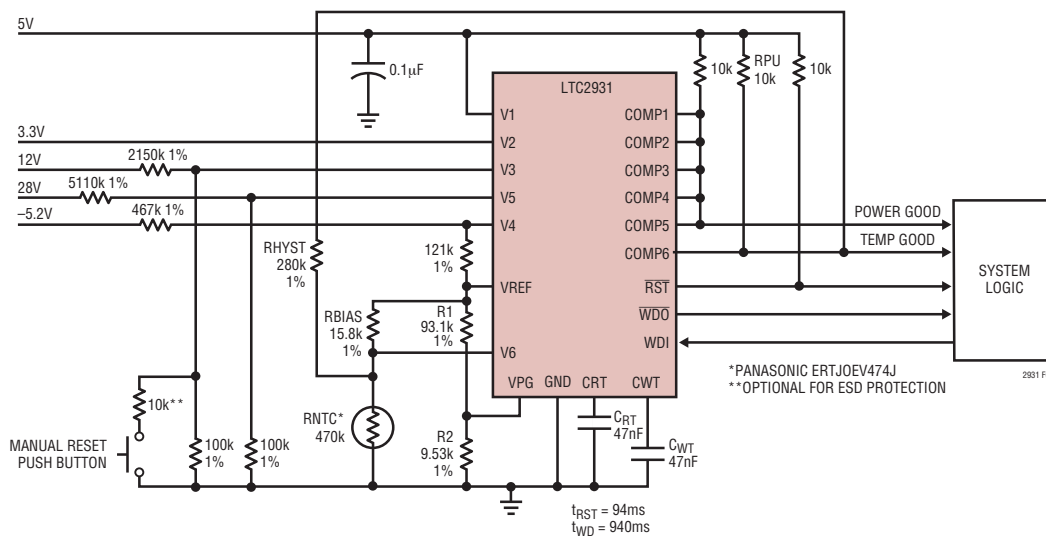 5V
0.1μF
10k
RPU
10k
10k
LTC2931
V1
COMP1
3.3V
V2
COMP2
12V
2150k 1%
V3
COMP3
28V
5110k 1%
V5
COMP4
–5.2V
467k 1%
V4
COMP5
POWER GOOD
RHYST
280k
1%
121k
1%
COMP6
TEMP GOOD
VREF
RST
SYSTEM
LOGIC
RBIAS
15.8k
1%
R1
93.1k
1%
WDO
V6
WDI
VPG
GND
CRT
CWT
*PANASONIC ERTJOEV474J
**OPTIONAL FOR ESD PROTECTION
2931 F
10k**
RNTC*
470k
CRT
47nF
MANUAL RESET
PUSH BUTTON
100k
1%
100k
1%
R2
9.53k
1%
CWT
47nF
tRST = 94ms
tWD = 940ms